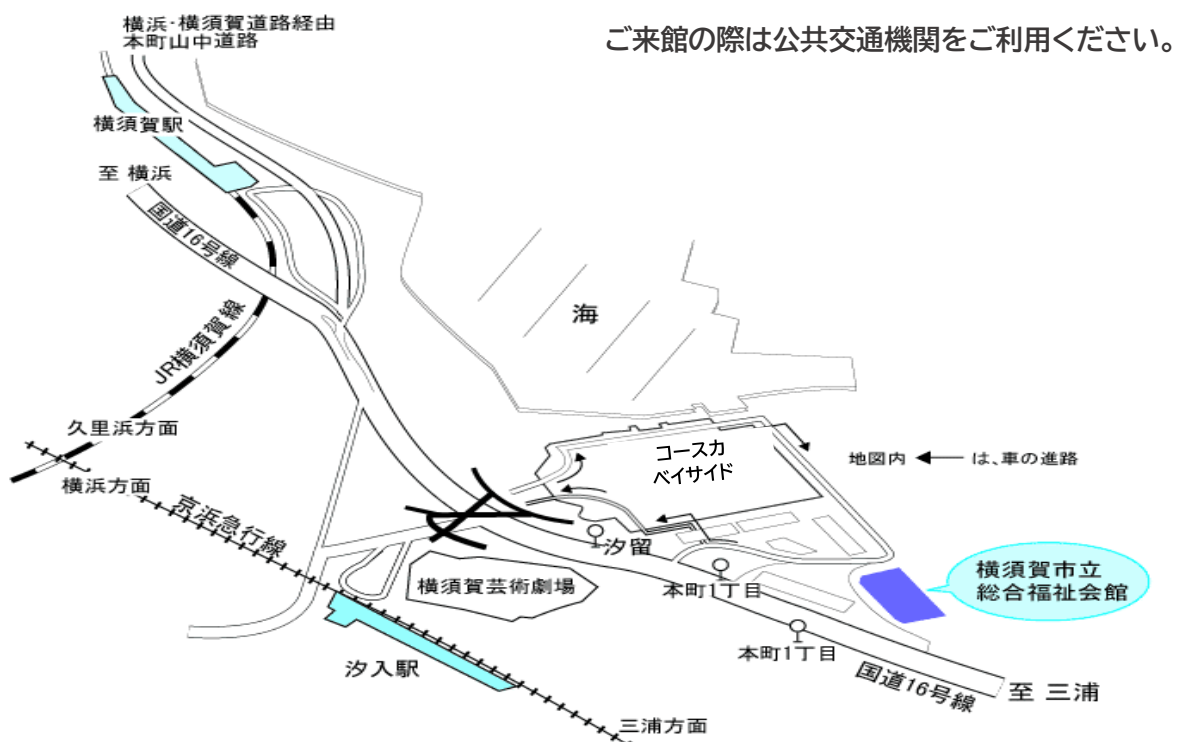 横浜・横須賀道路経由
本町山中道路
ご来館の際は公共交通機関をご利用ください。
横須賀駅
至 横浜
国道16号線
JR横須賀線
海
久里浜方面
横浜方面
京浜急行線
コースカ
ベイサイド
地図内 ← は、車の進路
汐留
横須賀芸術劇場
本町1丁目
横須賀市立
総合福祉会館
本町1丁目
汐入駅
国道16号線
至 三浦
三浦方面